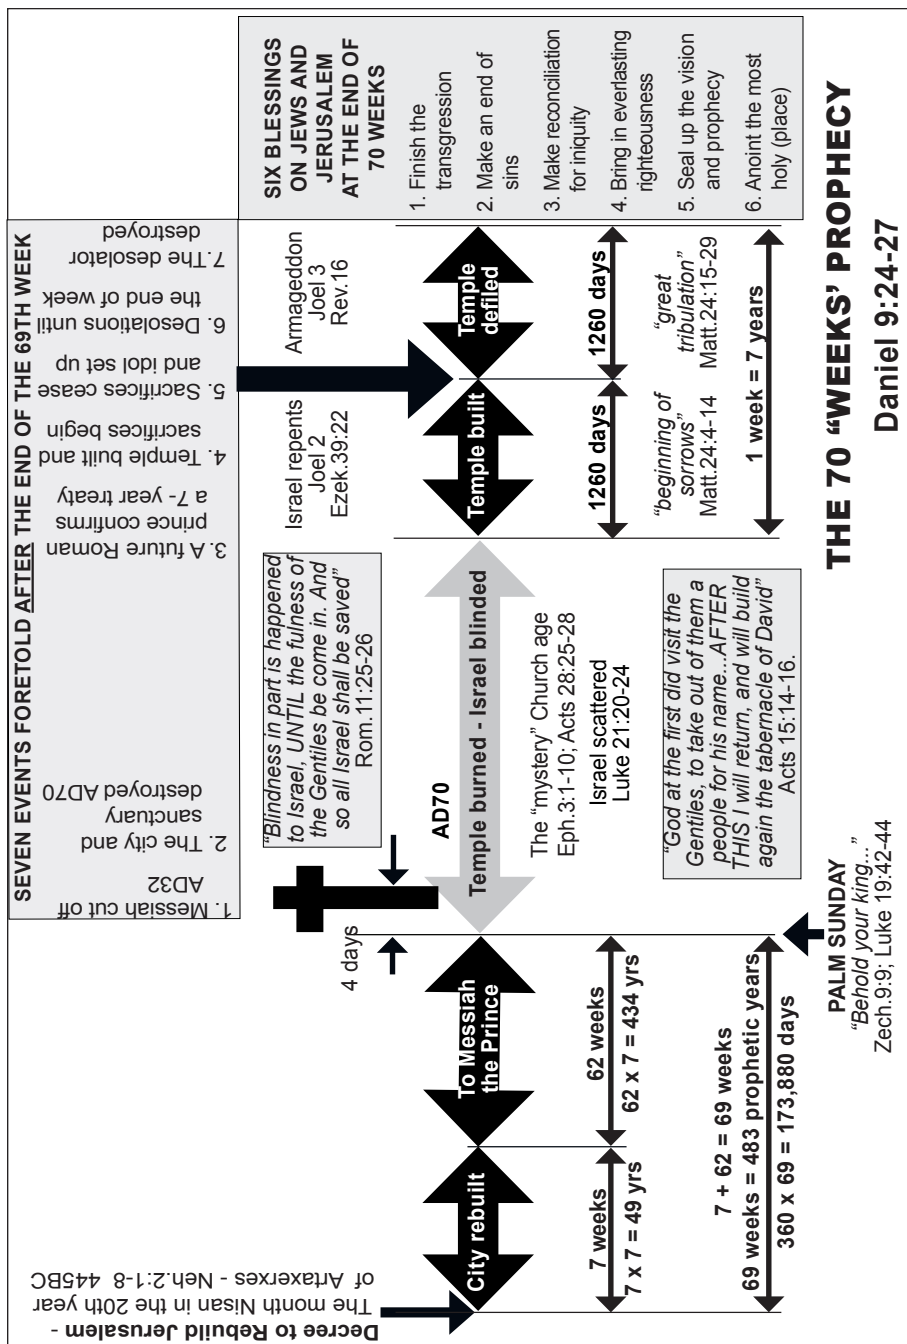 Decree to Rebuild Jerusalem -
The month Nisan in the 20th year
of Artaxerxes - Neh.2:1-8 445BC
SEVEN EVENTS FORETOLD AFTER THE END OF THE 69TH WEEK
1. Messiah cut off
AD32
2. The city and
sanctuary
destroyed AD70
3. A future Roman
prince confirms
a 7- year treaty
4. Temple built and
sacrifices begin
5. Sacrifices cease
and idol set up
6. Desolations until
the end of week
7. The desolator
destroyed
SIX BLESSINGS
ON JEWS AND
JERUSALEM
AT THE END OF
70 WEEKS
1. Finish the
transgression
2. Make an end of
sins
3. Make reconciliation
for iniquity
4. Bring in everlasting
righteousness
5. Seal up the vision
and prophecy
6. Anoint the most
holy (place)
4 days
"Blindness in part is happened
to Israel, UNTIL the fulness of
the Gentiles be come in. And
so all Israel shall be saved"
Rom.11:25-26
Israel repents
Joel 2
Ezek.39:22
Armageddon
Joel 3
Rev.16
AD70
City rebuilt
To Messiah
the Prince
Temple burned - Israel blinded
Temple built
Temple
defiled
7 weeks
7 x 7 = 49 yrs
62 weeks
62 x 7 = 434 yrs
The "mystery" Church age
Eph.3:1-10; Acts 28:25-28
Israel scattered
Luke 21:20-24
1260 days
1260 days
"beginning of
sorrows"
Matt.24:4-14
"great
tribulation"
Matt.24:15-29
7 + 62 = 69 weeks
69 weeks = 483 prophetic years
360 x 69 = 173,880 days
"God at the first did visit the
Gentiles, to take out of them a
people for his name...AFTER
THIS I will return, and will build
again the tabernacle of David"
Acts 15:14-16.
1 week = 7 years
PALM SUNDAY
"Behold your king..."
Zech.9:9; Luke 19:42-44
THE 70 "WEEKS' PROPHECY
Daniel 9:24-27